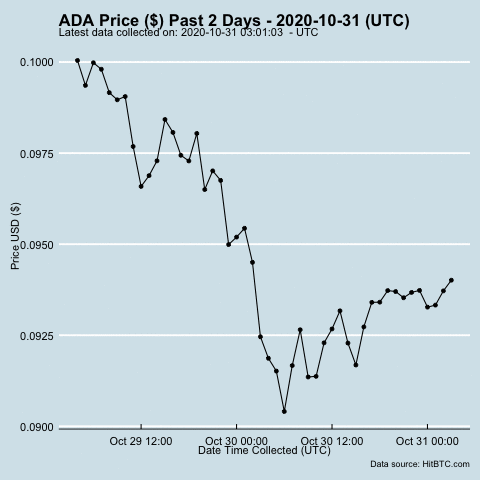 ADA Price ($) Past 2 Days - 2020-10-31 (UTC)
Latest data collected on: 2020-10-31 03:01:03 - UTC
0.1000
0.0975
0.0950
0.0925
0.0900
Price USD ($)
Oct 29 12:00 Oct 30 00:00 Oct 30 12:00 Oct 31 00:00
Date Time Collected (UTC)
Data source: HitBTC.com